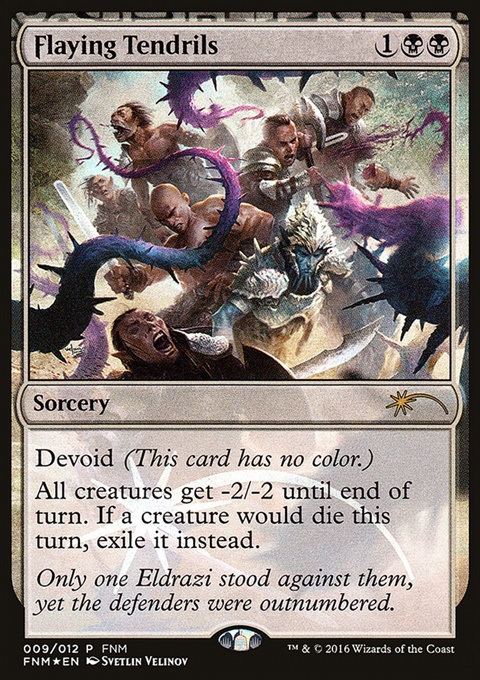 Flaying Tendrils 1
Sorcery
Devoid (This card has no color.)
All creatures get -2/-2 until end of
turn. If a creature would die this
turn, exile it instead.
Only one Eldrazi stood against them,
yet the defenders were outnumbered.
009/012 P FNM
FNM★EN Svetlin Velinov
™ & © 2016 Wizards of the Coast